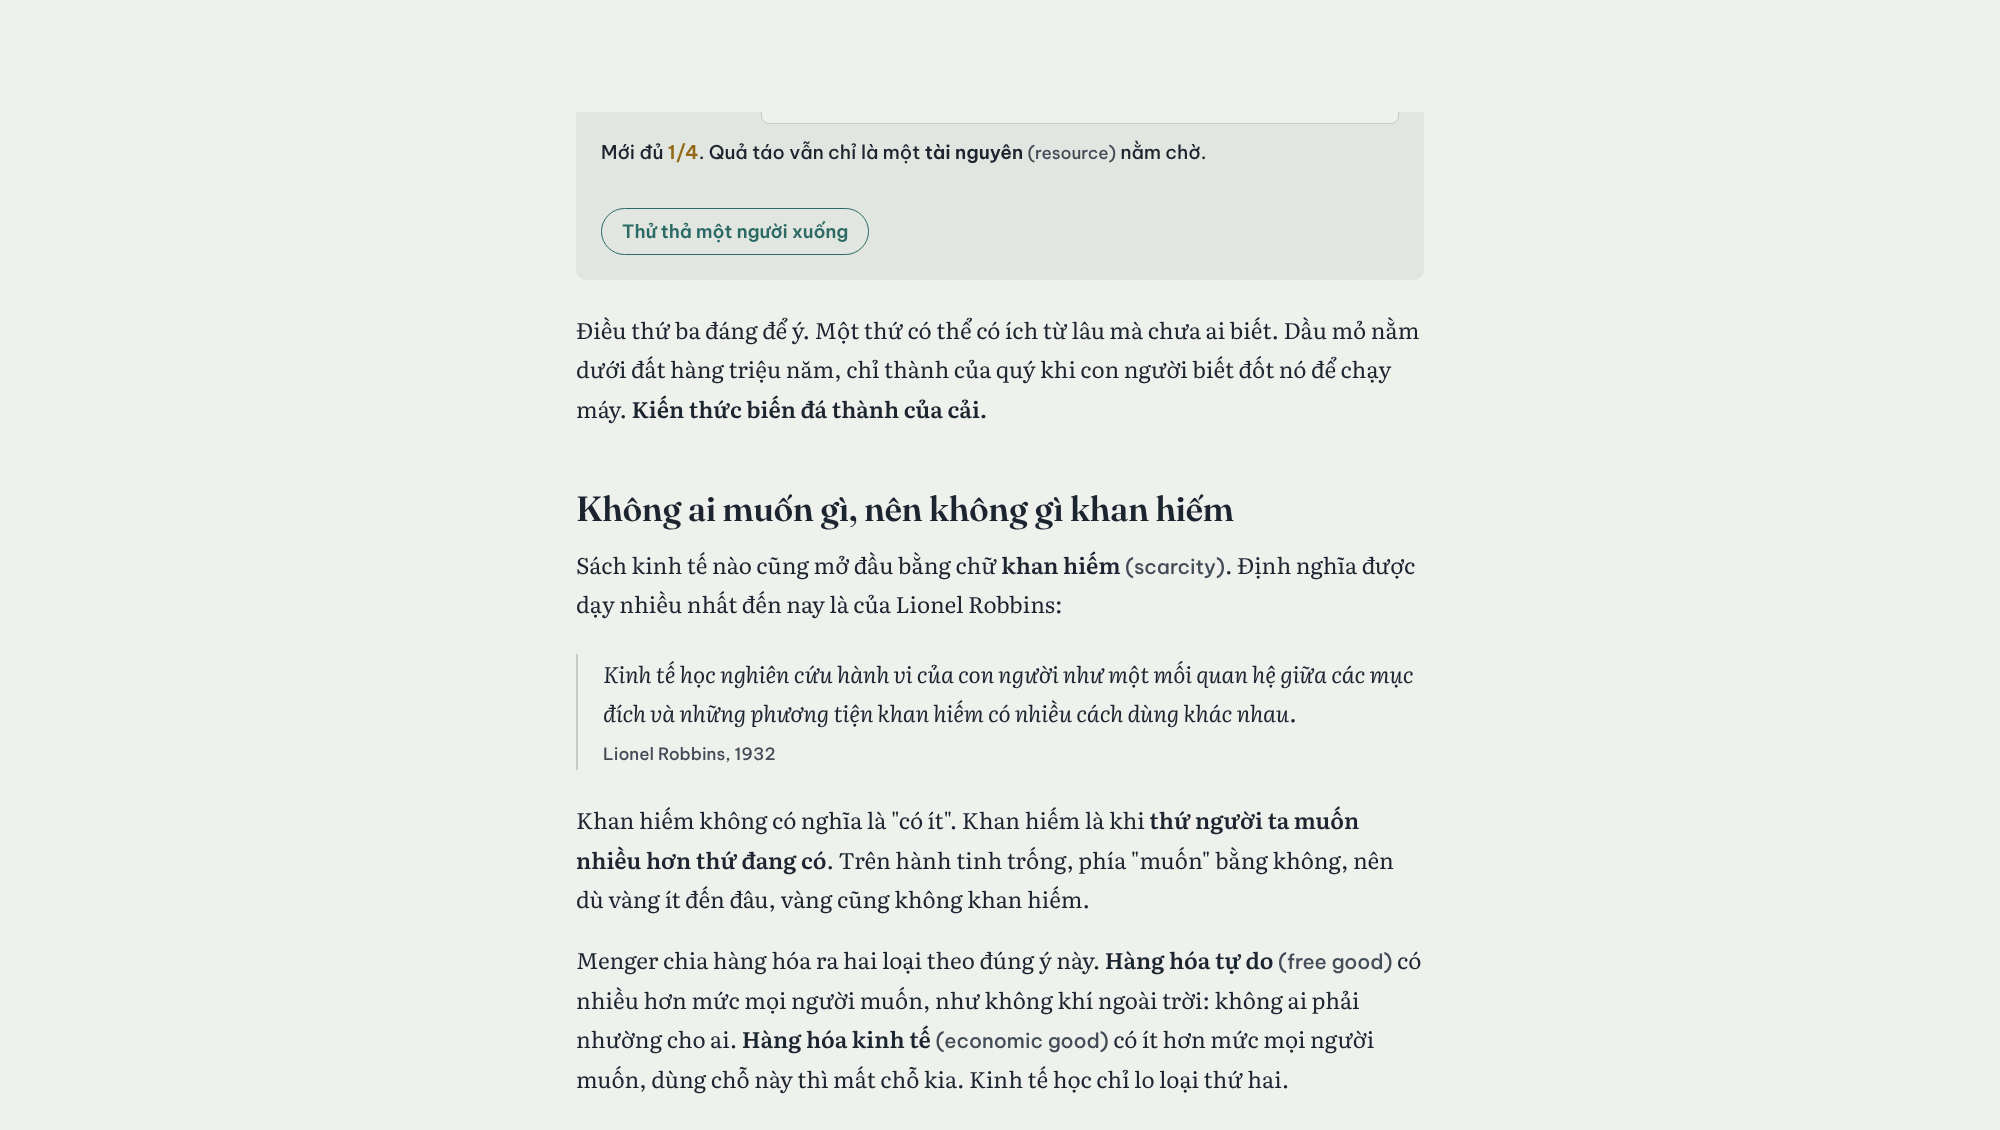 Mới đủ 1/4. Quả táo vẫn chỉ là một tài nguyên (resource) nằm chờ.
Thử thả một người xuống
Điều thứ ba đáng để ý. Một thứ có thể có ích từ lâu mà chưa ai biết. Dầu mỏ nằm
dưới đất hàng triệu năm, chỉ thành của quý khi con người biết đốt nó để chạy
máy. Kiến thức biến đá thành của cải.
Không ai muốn gì, nên không gì khan hiếm
Sách kinh tế nào cũng mở đầu bằng chữ khan hiếm (scarcity). Định nghĩa được
dạy nhiều nhất đến nay là của Lionel Robbins:
Kinh tế học nghiên cứu hành vi của con người như một mối quan hệ giữa các mục
đích và những phương tiện khan hiếm có nhiều cách dùng khác nhau.
Lionel Robbins, 1932
Khan hiếm không có nghĩa là "có ít". Khan hiếm là khi thứ người ta muốn
nhiều hơn thứ đang có. Trên hành tinh trống, phía "muốn" bằng không, nên
dù vàng ít đến đâu, vàng cũng không khan hiếm.
Menger chia hàng hóa ra hai loại theo đúng ý này. Hàng hóa tự do (free good) có
nhiều hơn mức mọi người muốn, như không khí ngoài trời: không ai phải
nhường cho ai. Hàng hóa kinh tế (economic good) có ít hơn mức mọi người
muốn, dùng chỗ này thì mất chỗ kia. Kinh tế học chỉ lo loại thứ hai.